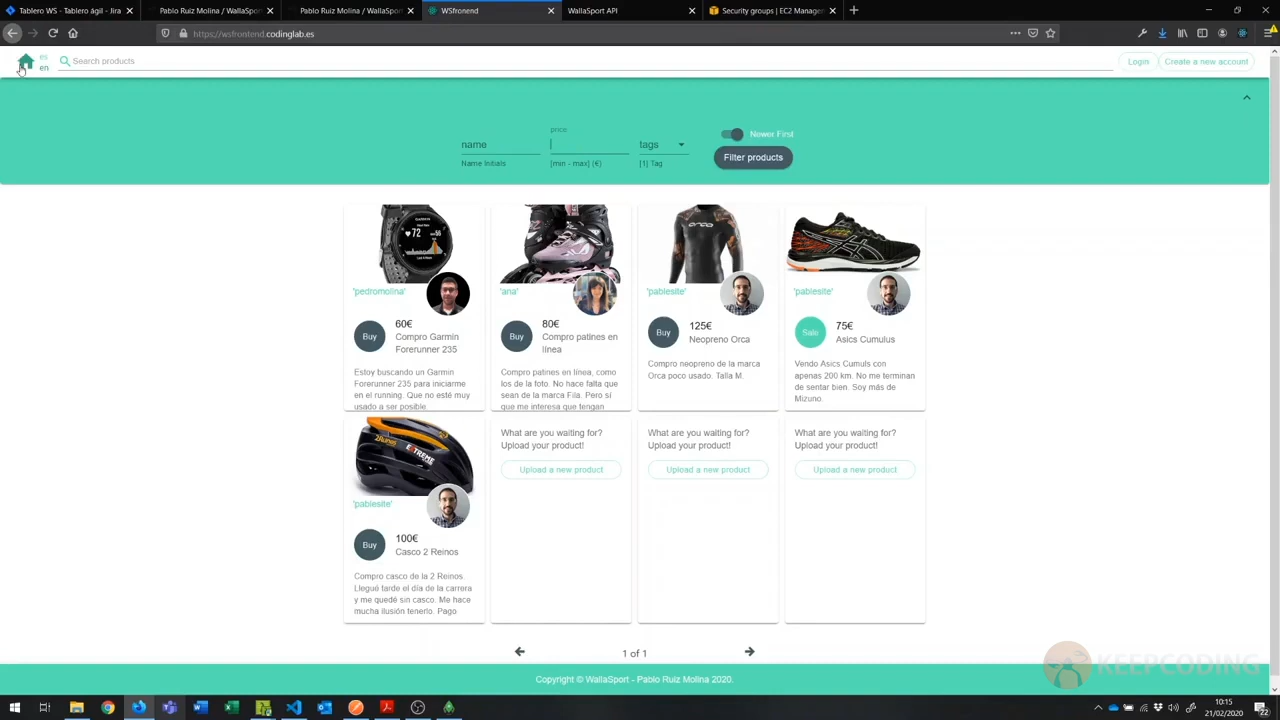 Tablero WS - Tablero ágil - Jira
Pablo Ruiz Molina / WallaSport
Pablo Ruiz Molina / WallaSport
WSfronend
WallaSport API
Security groups | EC2 Manage
https://wsfrontend.codinglab.es
es
en
Search products
Login
Create a new account
price
name
tags
Newer First
Name Initials
[min - max] (€)
[1] Tag
Filter products
'pedromolina'
'ana'
'pablesite'
'pablesite'
Buy
60€
Compro Garmin
Forerunner 235
Buy
80€
Compro patines en
línea
Buy
125€
Neopreno Orca
Sale
75€
Asics Cumulus
Estoy buscando un Garmin
Forerunner 235 para iniciarme
en el running. Que no esté muy
usado a ser posible.
Compro patines en línea, como
los de la foto. No hace falta que
sean de la marca Fila. Pero sí
que me interesa que tengan
Compro neopreno de la marca
Orca poco usado. Talla M.
Vendo Asics Cumuls con
apenas 200 km. No me terminan
de sentar bien. Soy más de
Mizuno.
What are you waiting for?
Upload your product!
Upload a new product
What are you waiting for?
Upload your product!
Upload a new product
What are you waiting for?
Upload your product!
Upload a new product
'pablesite'
Buy
100€
Casco 2 Reinos
Compro casco de la 2 Reinos.
Llegué tarde el día de la carrera
y me quedé sin casco. Me hace
mucha ilusión tenerlo. Pago
1 of 1
KEEPCODING
Copyright © WallaSport - Pablo Ruiz Molina 2020.
10:15
21/02/2020
22